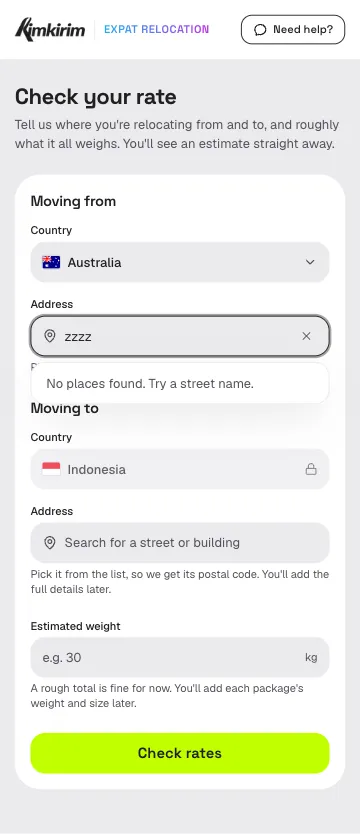 Kimkirim
EXPAT RELOCATION
Need help?
Check your rate
Tell us where you're relocating from and to, and roughly
what it all weighs. You'll see an estimate straight away.
Moving from
Country
Australia
Address
zzzz
No places found. Try a street name.
Moving to
Country
Indonesia
Address
Search for a street or building
Pick it from the list, so we get its postal code. You'll add the
full details later.
Estimated weight
e.g. 30
kg
A rough total is fine for now. You'll add each package's
weight and size later.
Check rates